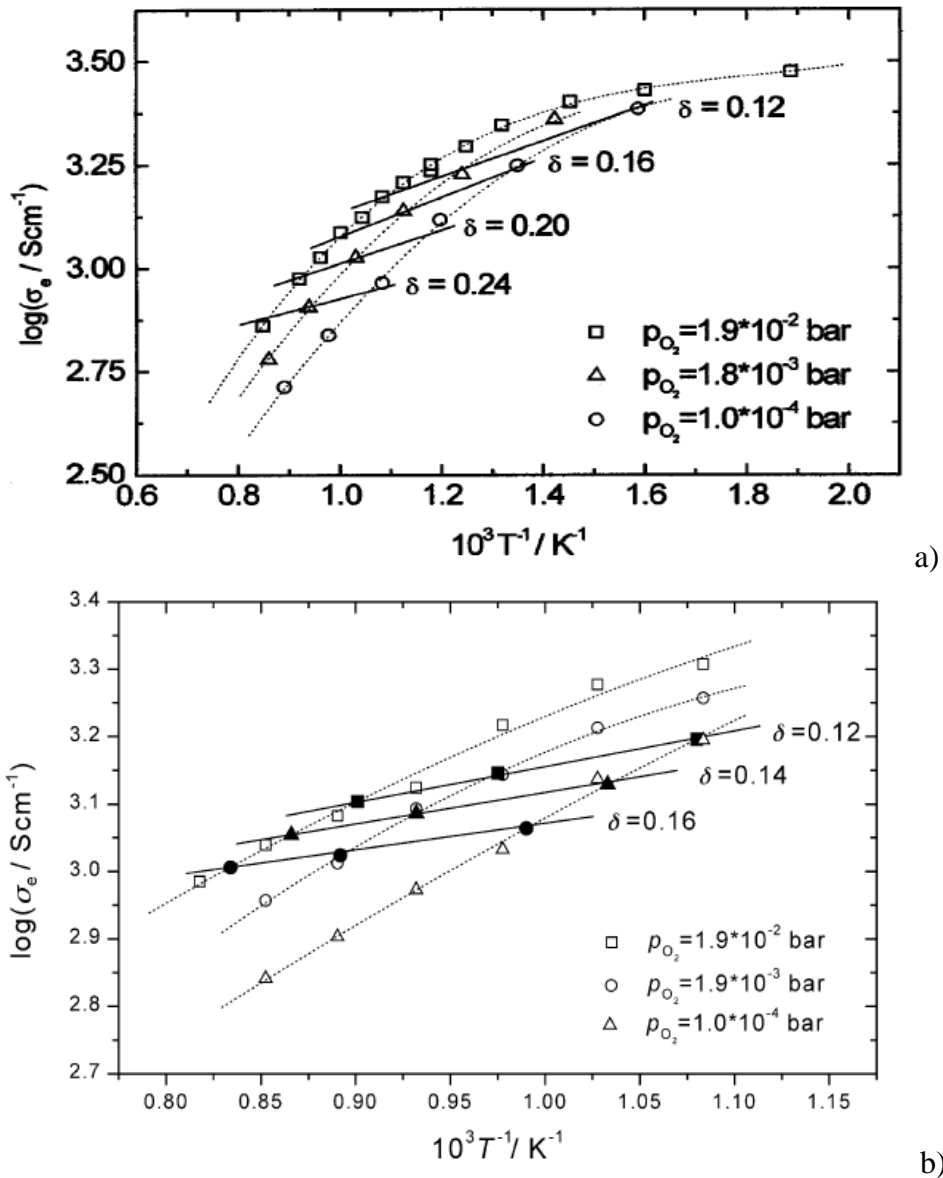 3.50
3.25
3.00
2.75
2.50
log(σₑ / Scm⁻¹)
δ = 0.12
δ = 0.16
δ = 0.20
δ = 0.24
p_O₂=1.9*10⁻² bar
p_O₂=1.8*10⁻³ bar
p_O₂=1.0*10⁻⁴ bar
0.6 0.8 1.0 1.2 1.4 1.6 1.8 2.0
10³T⁻¹ / K⁻¹
a)
3.4
3.3
3.2
3.1
3.0
2.9
2.8
2.7
log(σₑ / Scm⁻¹)
δ=0.12
δ=0.14
δ=0.16
p_O₂=1.9*10⁻² bar
p_O₂=1.9*10⁻³ bar
p_O₂=1.0*10⁻⁴ bar
0.80 0.85 0.90 0.95 1.00 1.05 1.10 1.15
10³T⁻¹/ K⁻¹
b)